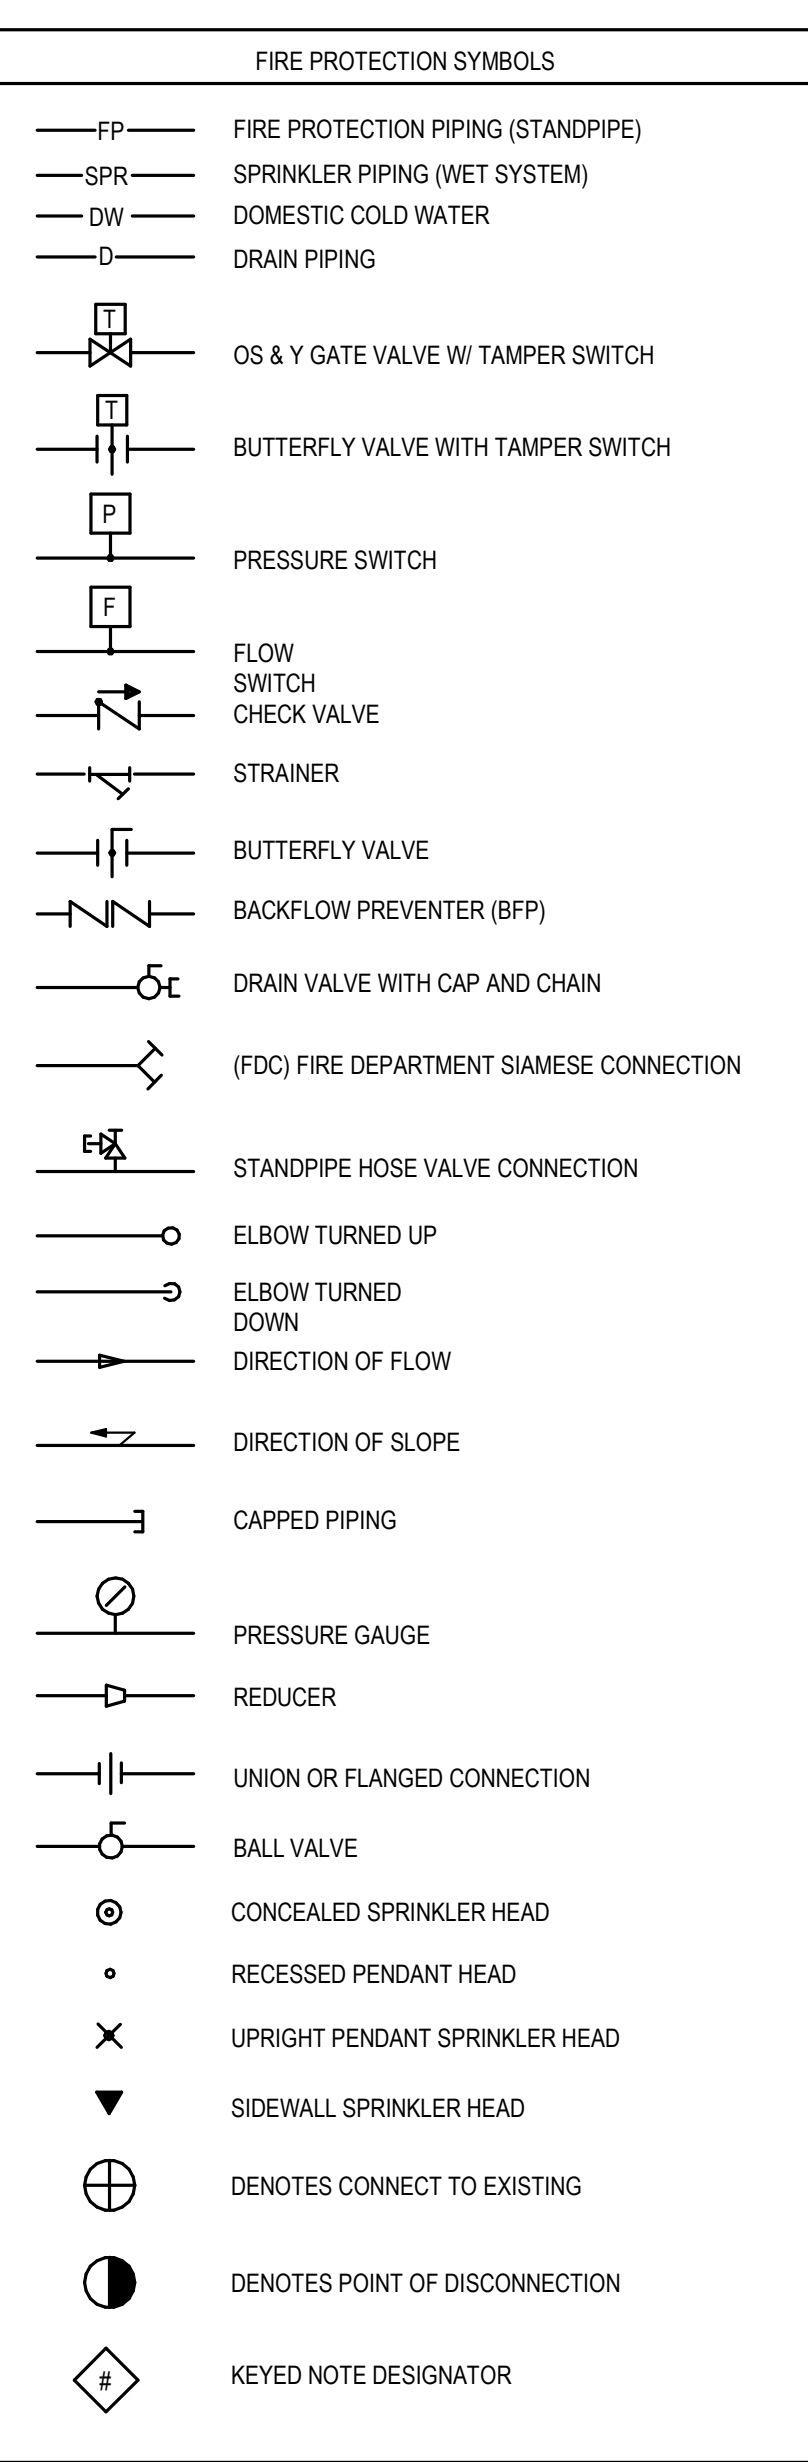 FIRE PROTECTION SYMBOLS
FP FIRE PROTECTION PIPING (STANDPIPE)
SPR SPRINKLER PIPING (WET SYSTEM)
DW DOMESTIC COLD WATER
D DRAIN PIPING
T
OS & Y GATE VALVE W/ TAMPER SWITCH
T
BUTTERFLY VALVE WITH TAMPER SWITCH
P
PRESSURE SWITCH
F
FLOW
SWITCH
CHECK VALVE
STRAINER
BUTTERFLY VALVE
BACKFLOW PREVENTER (BFP)
DRAIN VALVE WITH CAP AND CHAIN
(FDC) FIRE DEPARTMENT SIAMESE CONNECTION
STANDPIPE HOSE VALVE CONNECTION
ELBOW TURNED UP
ELBOW TURNED
DOWN
DIRECTION OF FLOW
DIRECTION OF SLOPE
CAPPED PIPING
PRESSURE GAUGE
REDUCER
UNION OR FLANGED CONNECTION
BALL VALVE
CONCEALED SPRINKLER HEAD
RECESSED PENDANT HEAD
UPRIGHT PENDANT SPRINKLER HEAD
SIDEWALL SPRINKLER HEAD
DENOTES CONNECT TO EXISTING
DENOTES POINT OF DISCONNECTION
# KEYED NOTE DESIGNATOR